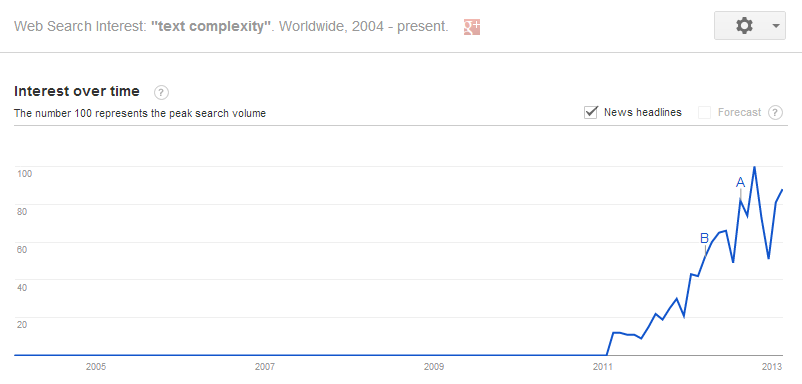 Web Search Interest: "text complexity". Worldwide, 2004 - present.
g+
Interest over time ?
The number 100 represents the peak search volume
News headlines
Forecast ?
100
80
60
40
20
A
B
2005 2007 2009 2011 2013